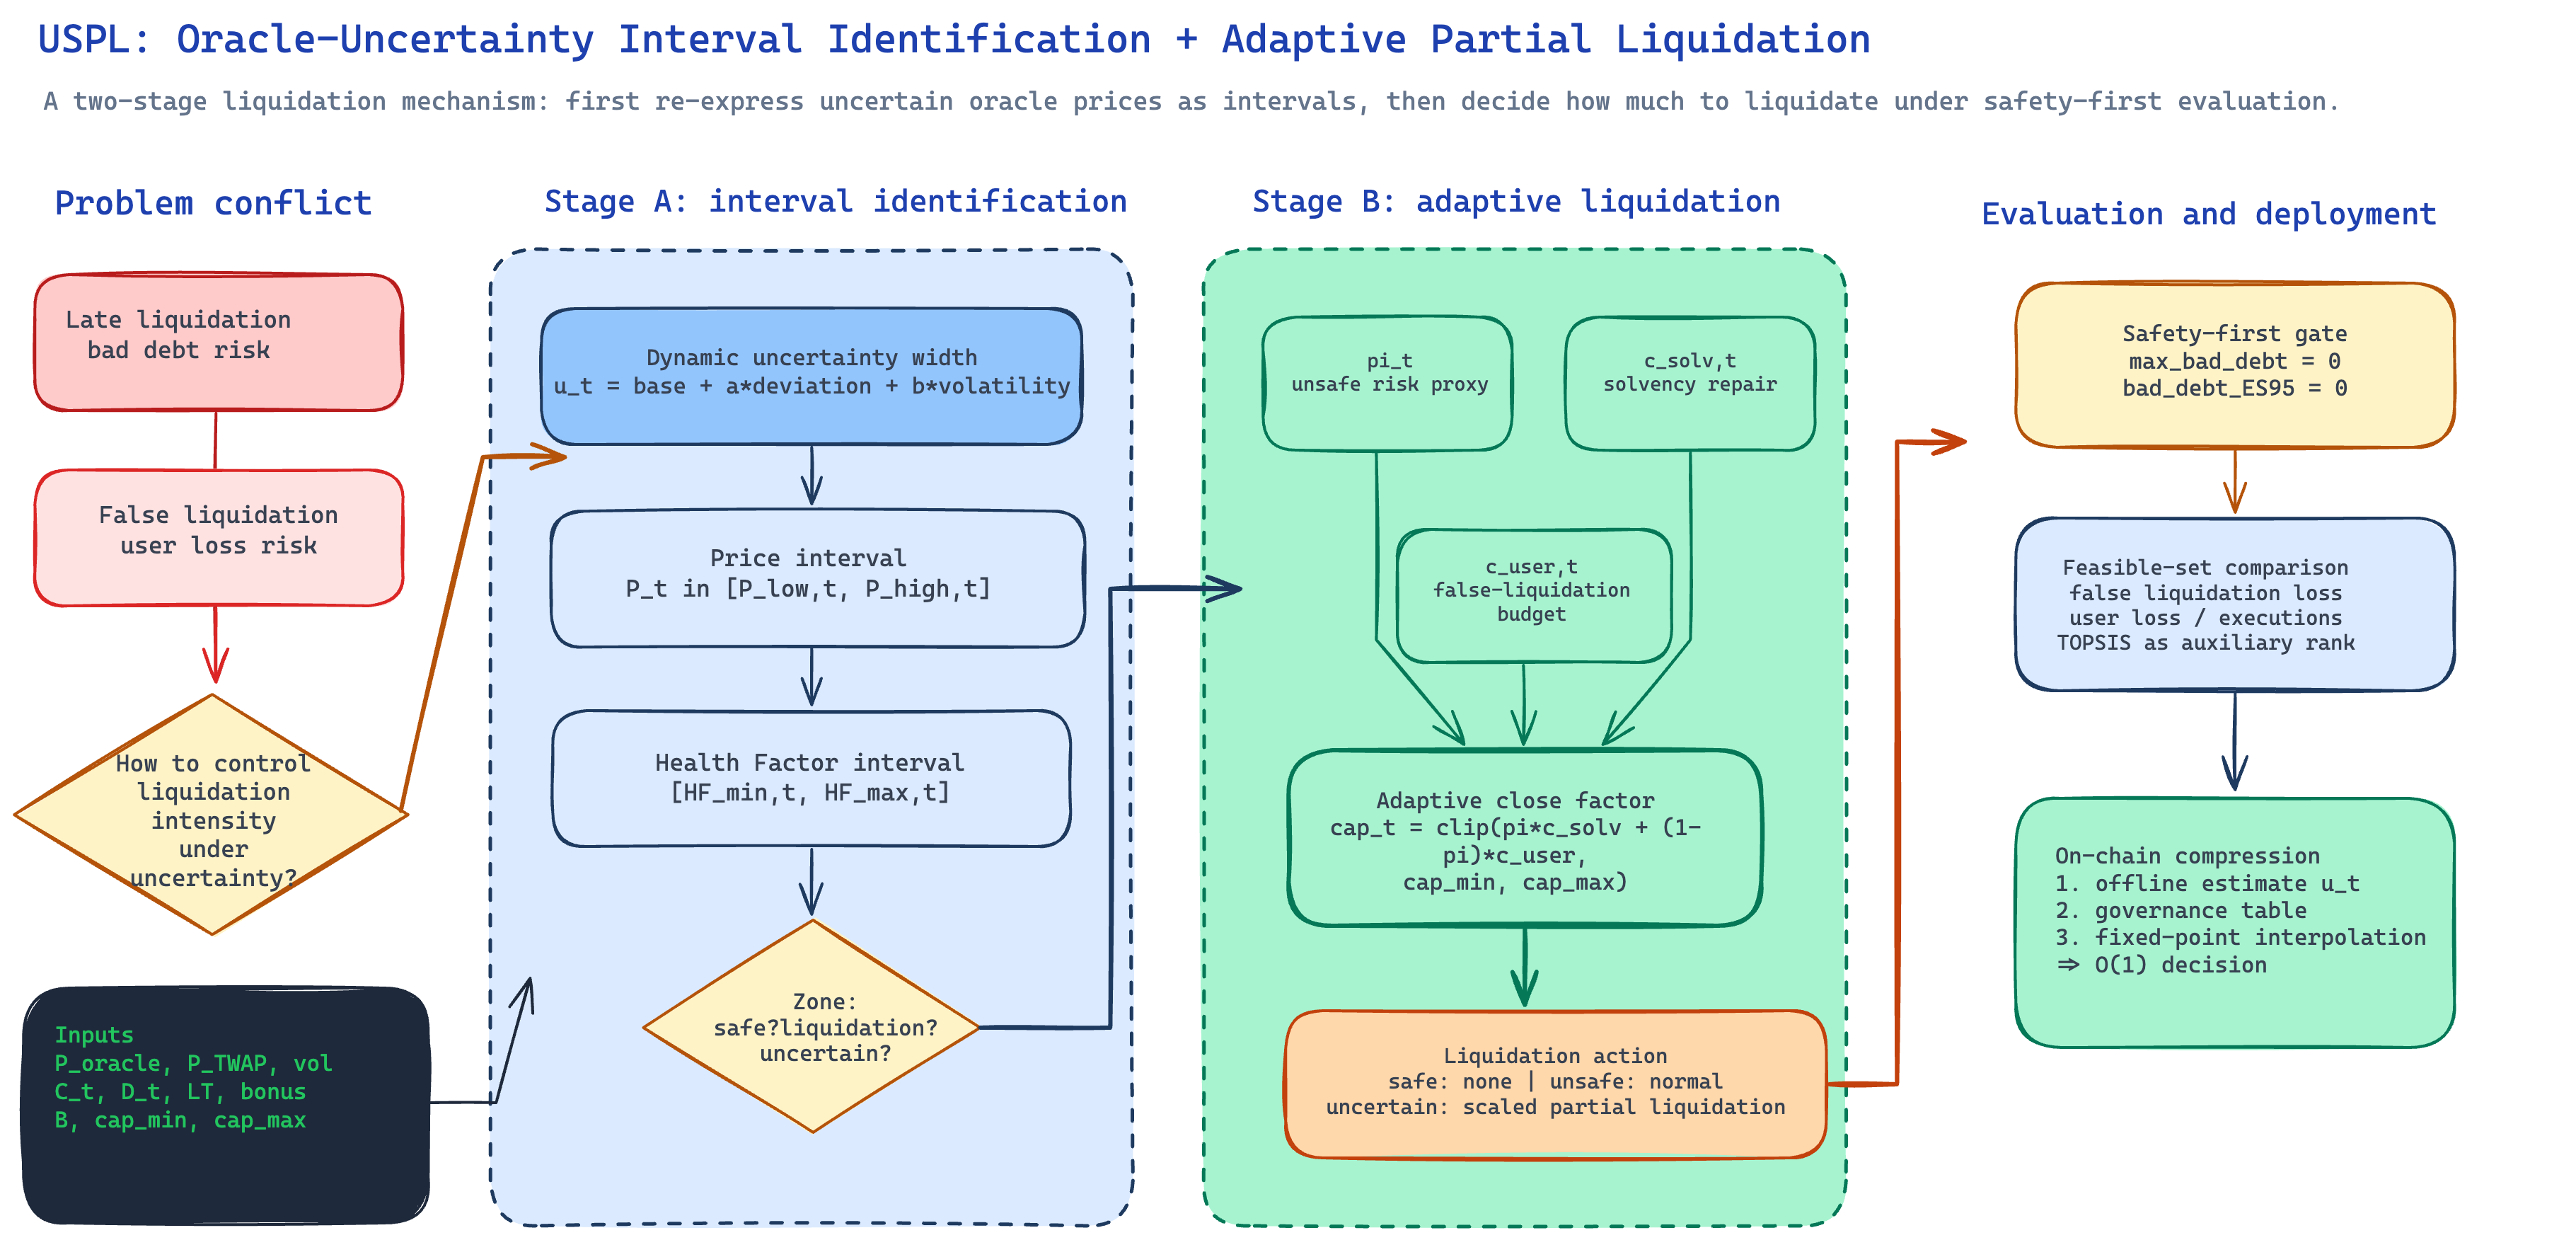 USPL: Oracle-Uncertainty Interval Identification + Adaptive Partial Liquidation
A two-stage liquidation mechanism: first re-express uncertain oracle prices as intervals, then decide how much to liquidate under safety-first evaluation.
Problem conflict
Late liquidation
bad debt risk
False liquidation
user loss risk
How to control
liquidation
intensity
under
uncertainty?
Inputs
P_oracle, P_TWAP, vol
C_t, D_t, LT, bonus
B, cap_min, cap_max
Stage A: interval identification
Dynamic uncertainty width
u_t = base + a*deviation + b*volatility
Price interval
P_t in [P_low,t, P_high,t]
Health Factor interval
[HF_min,t, HF_max,t]
Zone:
safe?liquidation?
uncertain?
Stage B: adaptive liquidation
pi_t
unsafe risk proxy
c_solv,t
solvency repair
c_user,t
false-liquidation
budget
Adaptive close factor
cap_t = clip(pi*c_solv + (1-
pi)*c_user,
cap_min, cap_max)
Liquidation action
safe: none | unsafe: normal
uncertain: scaled partial liquidation
Evaluation and deployment
Safety-first gate
max_bad_debt = 0
bad_debt_ES95 = 0
Feasible-set comparison
false liquidation loss
user loss / executions
TOPSIS as auxiliary rank
On-chain compression
1. offline estimate u_t
2. governance table
3. fixed-point interpolation
⇒ O(1) decision